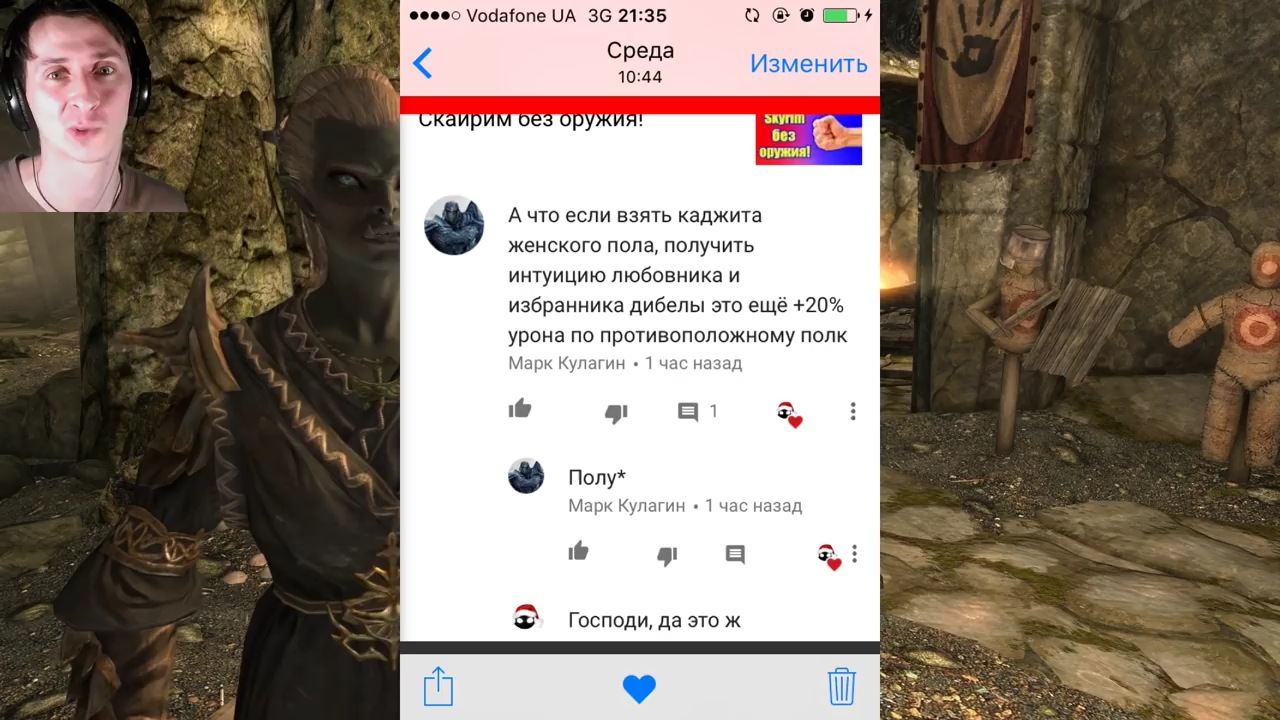 Vodafone UA 3G 21:35
Среда
10:44
Изменить
Скайрим без оружия!
Skyrim
без
оружия!
А что если взять каджита
женского пола, получить
интуицию любовника и
избранника дибелы это ещё +20%
урона по противоположному полк
Марк Кулагин • 1 час назад
1
Полу*
Марк Кулагин • 1 час назад
Господи, да это ж